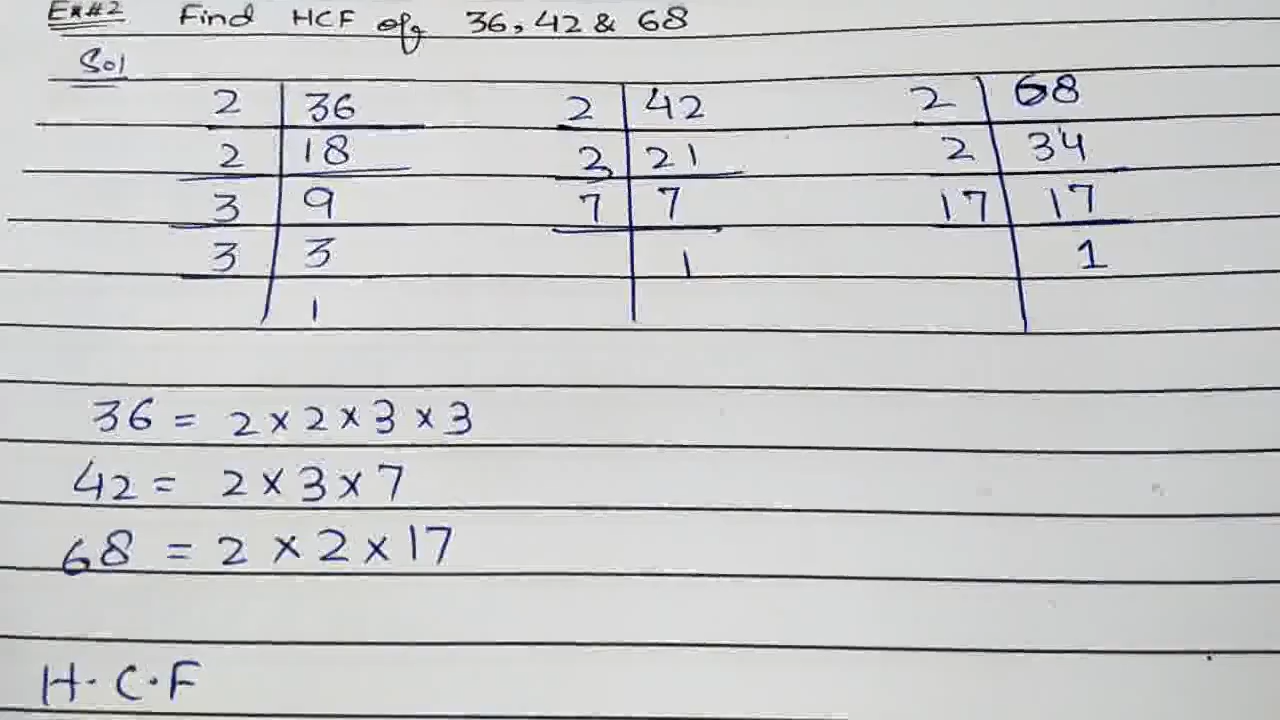 Ex#2 Find HCF of 36, 42 & 68
Sol
2 36 2 42 2 68
2 18 3 21 2 34
3 9 7 7 17 17
3 3 1 1
1
36 = 2 × 2 × 3 × 3
42 = 2 × 3 × 7
68 = 2 × 2 × 17
H.C.F